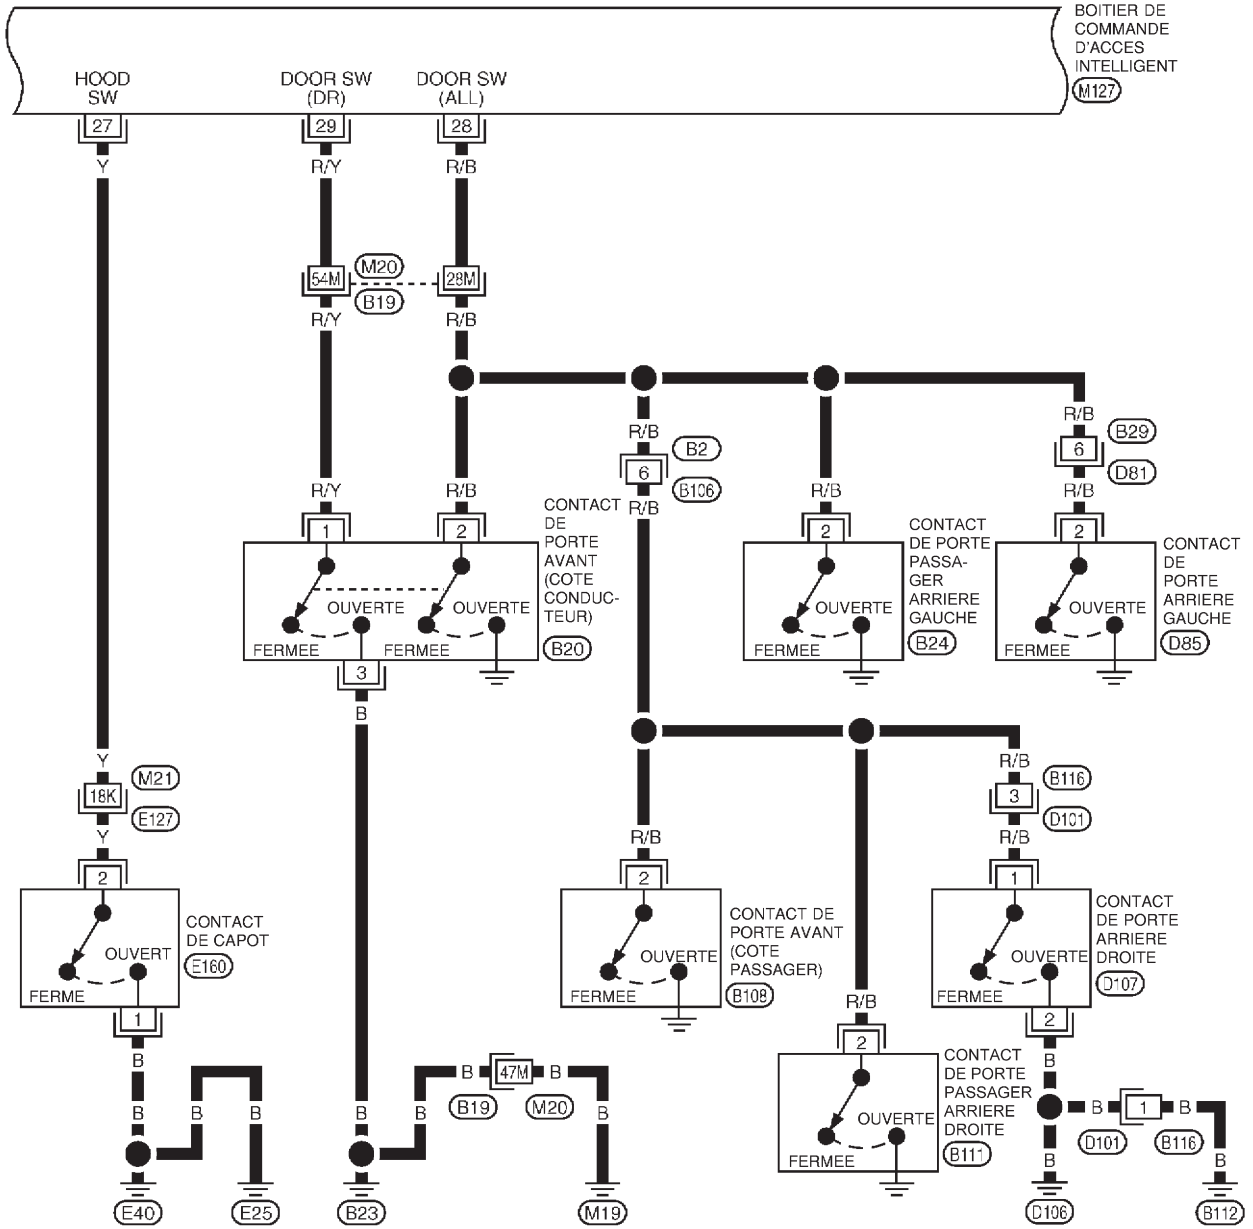 BOITIER DE
COMMANDE
D'ACCES
INTELLIGENT
M127
HOOD
SW
DOOR SW
(DR)
DOOR SW
(ALL)
27
29
28
Y
R/Y
R/B
54M
M20
B19
28M
R/Y
R/B
R/B
R/B
B2
6
B106
R/B
B29
6
D81
R/Y
R/B
R/B
R/B
1
2
CONTACT
DE
PORTE
AVANT
(COTE
CONDUC-
TEUR)
B20
OUVERTE
OUVERTE
FERMEE
FERMEE
3
B
2
CONTACT
DE PORTE
PASSA-
GER
ARRIERE
GAUCHE
B24
OUVERTE
FERMEE
2
CONTACT
DE
PORTE
ARRIERE
GAUCHE
D85
OUVERTE
FERMEE
Y
M21
18K
E127
Y
2
CONTACT
DE CAPOT
E160
OUVERT
FERME
1
B
R/B
2
CONTACT DE
PORTE AVANT
(COTE
PASSAGER)
B108
OUVERTE
FERMEE
R/B
B116
3
D101
R/B
1
CONTACT
DE PORTE
ARRIERE
DROITE
D107
OUVERTE
FERMEE
2
B
R/B
2
CONTACT
DE PORTE
PASSAGER
ARRIERE
DROITE
B111
OUVERTE
FERMEE
B
47M
B
B19
M20
B
B
B
B
B
B
B
B
1
B
D101
B116
B
B
E40
E25
B23
M19
D106
B112